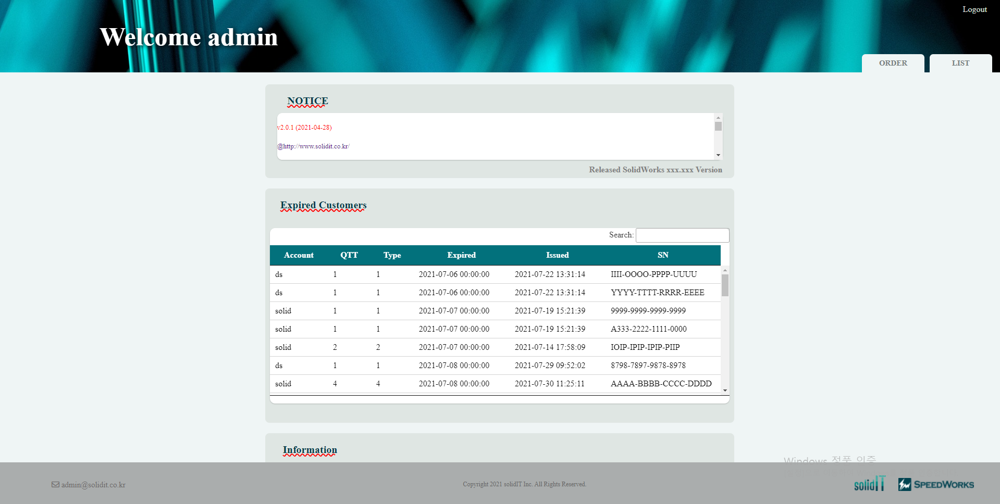 Logout
Welcome admin
ORDER LIST
NOTICE
v2.0.1 (2021-04-28)
@http://www.solidit.co.kr/
Released SolidWorks xxx.xxx Version
Expired Customers
Search:
Account QTT Type Expired Issued SN
ds 1 1 2021-07-06 00:00:00 2021-07-22 13:31:14 IIII-OOOO-PPPP-UUUU
ds 1 1 2021-07-06 00:00:00 2021-07-22 13:31:14 YYYY-TTTT-RRRR-EEEE
solid 1 1 2021-07-07 00:00:00 2021-07-19 15:21:39 9999-9999-9999-9999
solid 1 1 2021-07-07 00:00:00 2021-07-19 15:21:39 A333-2222-1111-0000
solid 2 2 2021-07-07 00:00:00 2021-07-14 17:58:09 IOIP-IPIP-IPIP-PIIP
ds 1 1 2021-07-08 00:00:00 2021-07-29 09:52:02 8798-7897-9878-8978
solid 4 4 2021-07-08 00:00:00 2021-07-30 11:25:11 AAAA-BBBB-CCCC-DDDD
Information
Windows 정품 인증
admin@solidit.co.kr
Copyright 2021 solidIT Inc. All Rights Reserved.
solidIT SPEEDWORKS